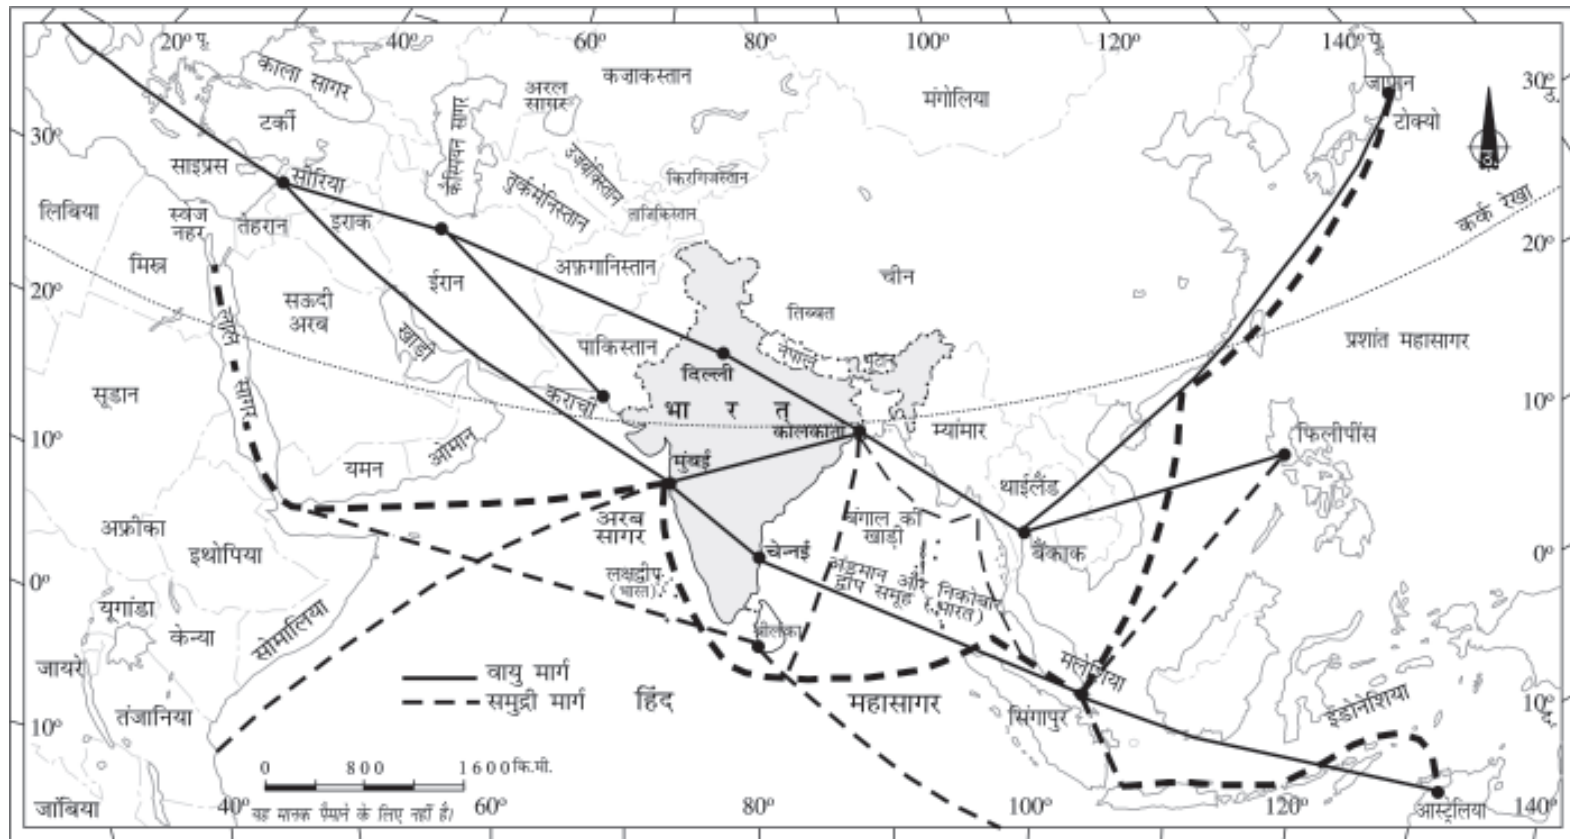 20° पू.
40°
60°
80°
100°
120°
140° पू.
काला सागर
कैस्पियन सागर
अरल
सागर
कज़ाकस्तान
मंगोलिया
जापान
30°
उ.
टोक्यो
उ.
टर्की
30°
साइप्रस
सीरिया
उज़बेकिस्तान
तुर्कमेनिस्तान
किरगिजस्तान
ताजिकिस्तान
कर्क रेखा
लिबिया
स्वेज
नहर
तेहरान
इराक
20°
मिस्र
ईरान
अफ़गानिस्तान
चीन
20°
सऊदी
अरब
तिब्बत
लाल सागर
खाड़ी
पाकिस्तान
नेपाल
भूटान
प्रशांत महासागर
दिल्ली
सूडान
कराची
भारत
10°
10°
कालकाता
म्यांमार
फिलीपींस
यमन
ओमान
मुंबई
थाईलैंड
अफ्रीका
अरब
सागर
बंगाल की
खाड़ी
बैंकाक
0°
इथोपिया
चेन्नई
0°
लक्षद्वीप
(भारत)
अंडमान और निकोबार
द्वीप समूह (भारत)
यूगांडा
केन्या
सोमालिया
श्रीलंका
जायरे
मलेशिया
वायु मार्ग
समुद्री मार्ग
हिंद
महासागर
सिंगापुर
इंडोनेशिया
10°
द.
तंजानिया
10°
0 800 1600 कि.मी.
यह मानक पैमाने के लिए नहीं है।
जांबिया
40°
60°
80°
100°
120°
आस्ट्रेलिया
140°